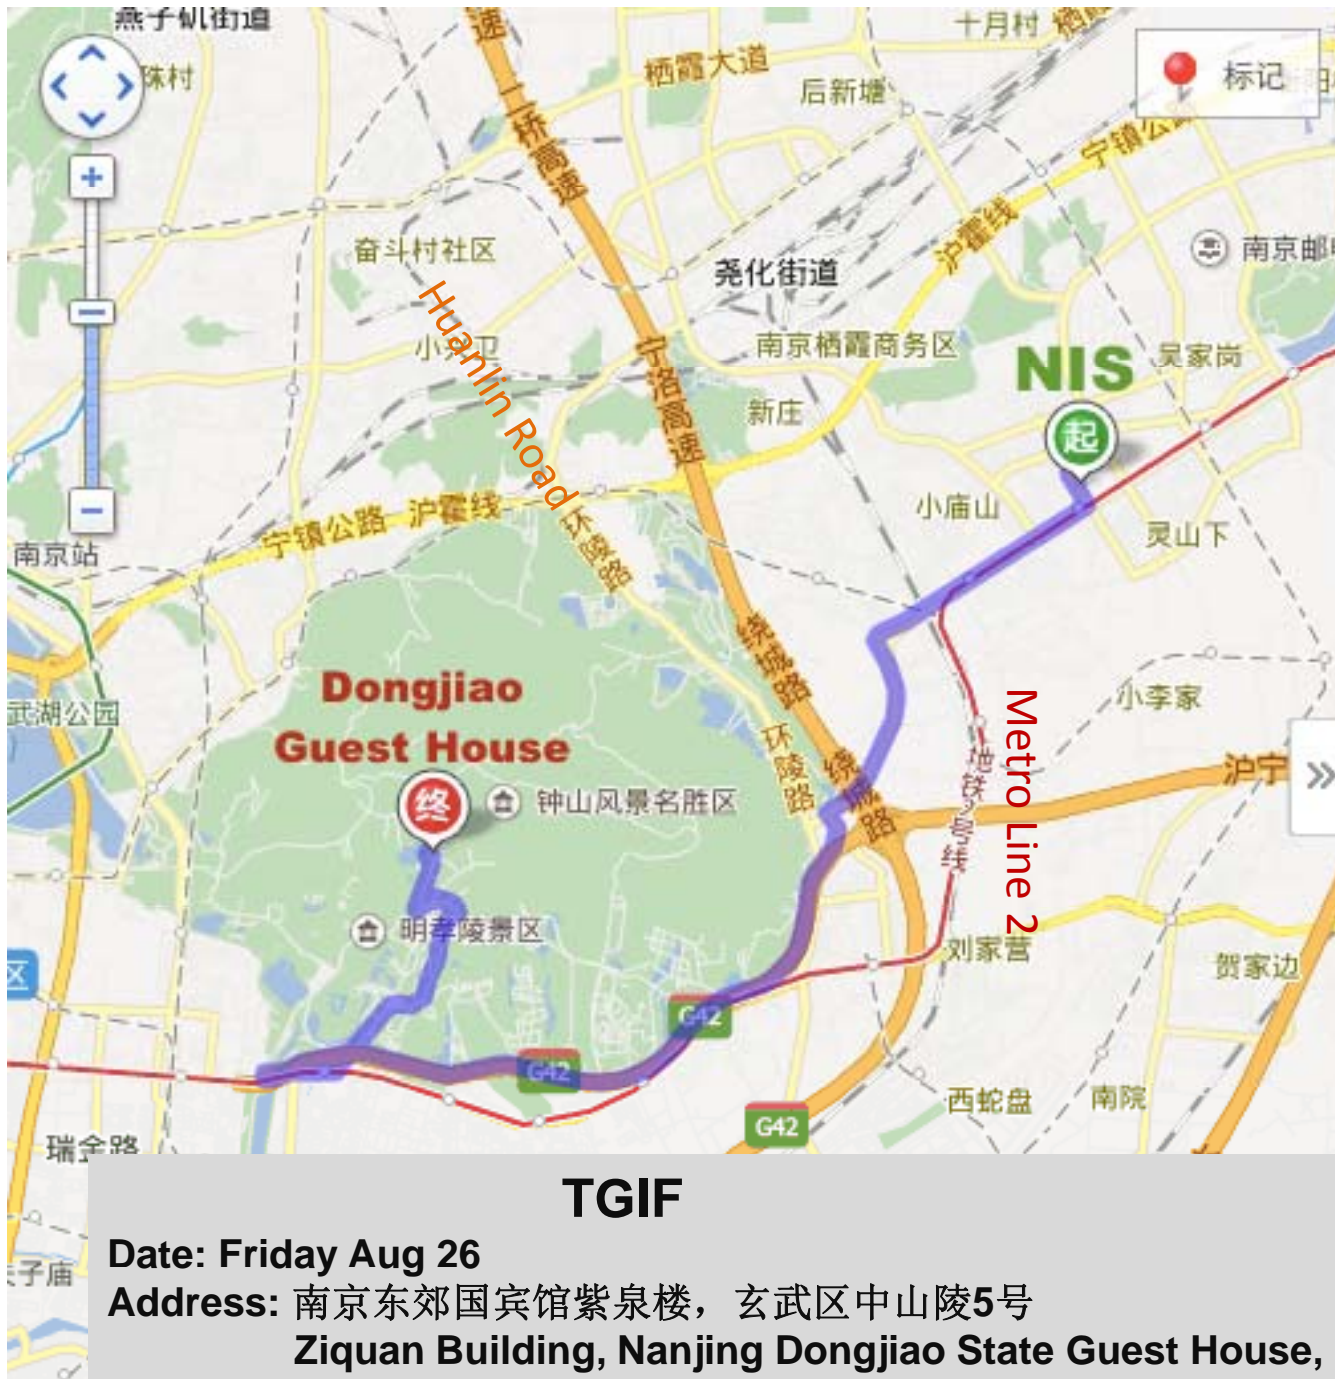 燕子矶街道
十月村
栖霞大道
标记
陈村
后新塘
二桥高速
宁镇公路
沪霍线
奋斗村社区
南京邮
尧化街道
Huanlin Road
南京栖霞商务区
吴家岗
NIS
宁洛高速
新庄
起
小庙山
灵山下
宁镇公路 沪霍线
环陵路
南京站
绕城路
Dongjiao
Guest House
武湖公园
小李家
Metro Line 2
地铁2号线
环陵路
绕城路
沪宁
终
钟山风景名胜区
明孝陵景区
刘家营
贺家边
区
G42
G42
西蛇盘
南院
G42
瑞金路
子庙
TGIF
Date: Friday Aug 26
Address: 南京东郊国宾馆紫泉楼，玄武区中山陵5号
Ziquan Building, Nanjing Dongjiao State Guest House,